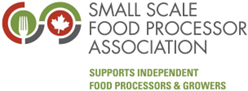 SMALL SCALE
FOOD PROCESSOR
ASSOCIATION
SUPPORTS INDEPENDENT
FOOD PROCESSORS & GROWERS